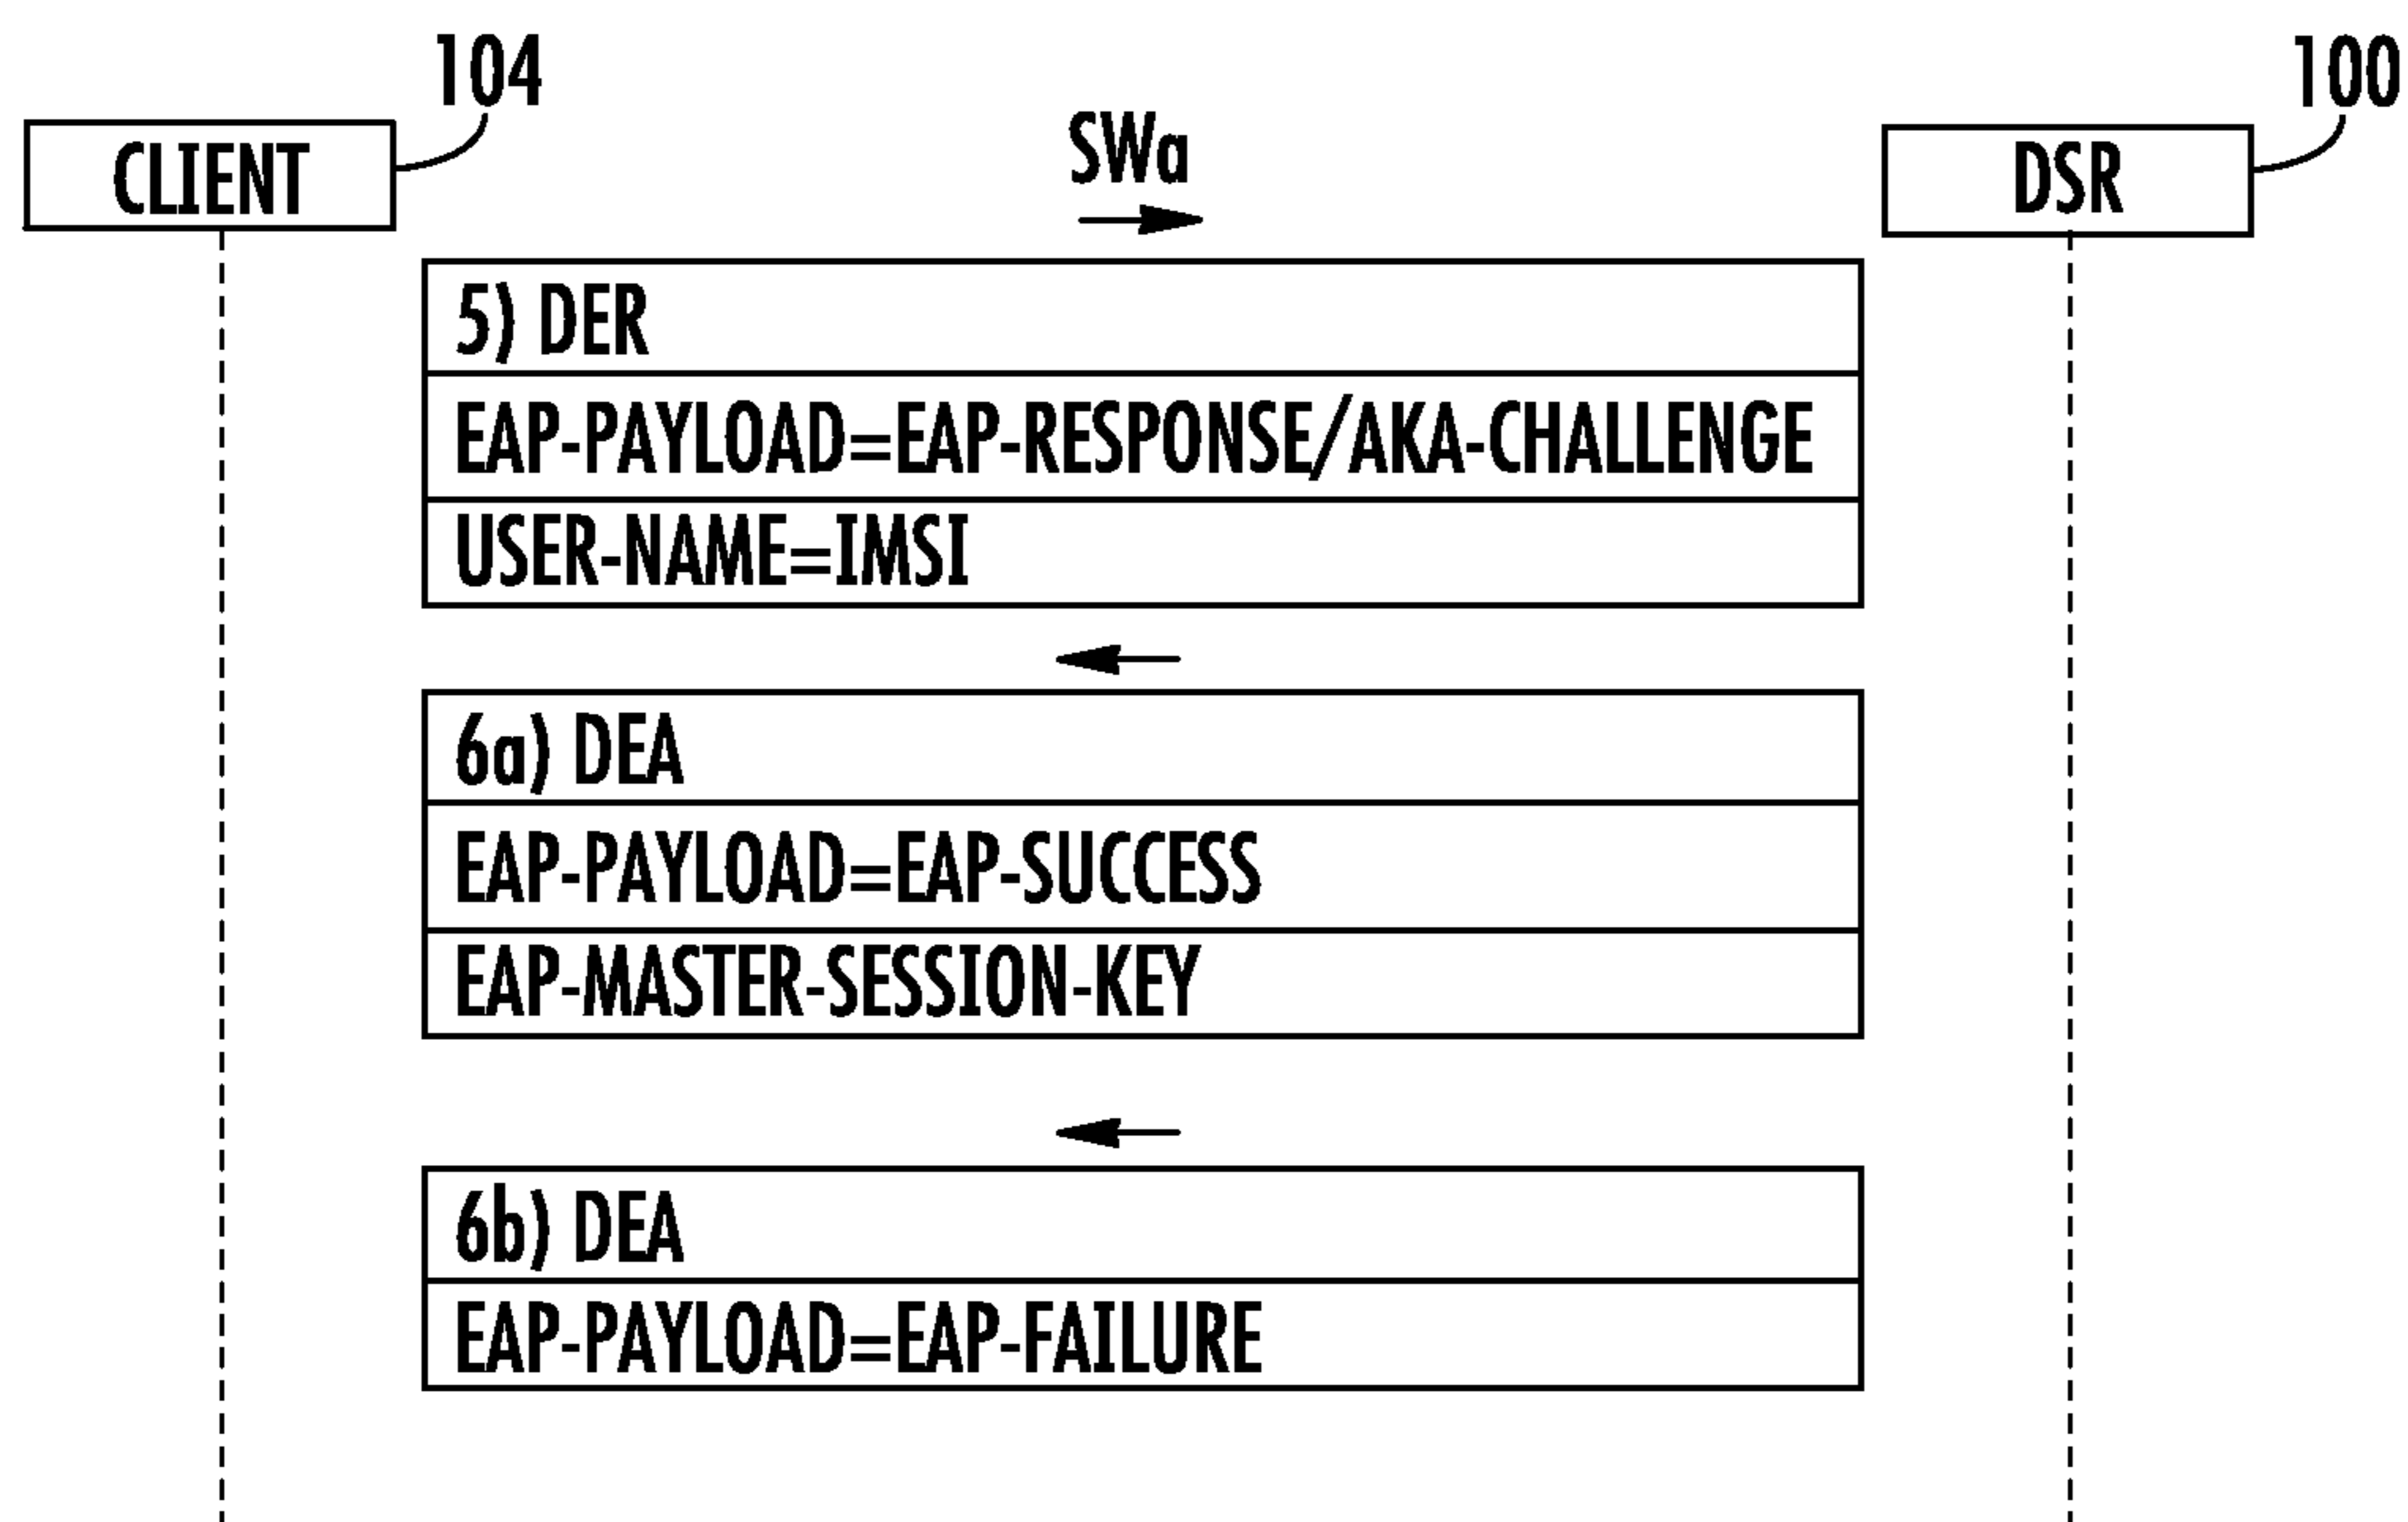 104
100
CLIENT
SWa
DSR
5) DER
EAP-PAYLOAD=EAP-RESPONSE/AKA-CHALLENGE
USER-NAME=IMSI
6a) DEA
EAP-PAYLOAD=EAP-SUCCESS
EAP-MASTER-SESSION-KEY
6b) DEA
EAP-PAYLOAD=EAP-FAILURE